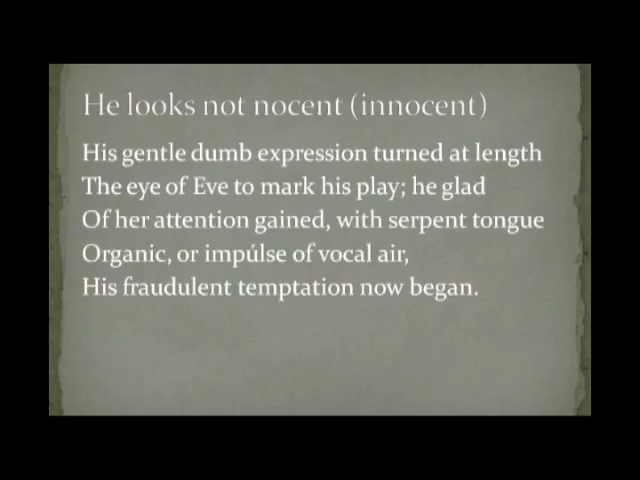 He looks not nocent (innocent)
His gentle dumb expression turned at length
The eye of Eve to mark his play; he glad
Of her attention gained, with serpent tongue
Organic, or impúlse of vocal air,
His fraudulent temptation now began.